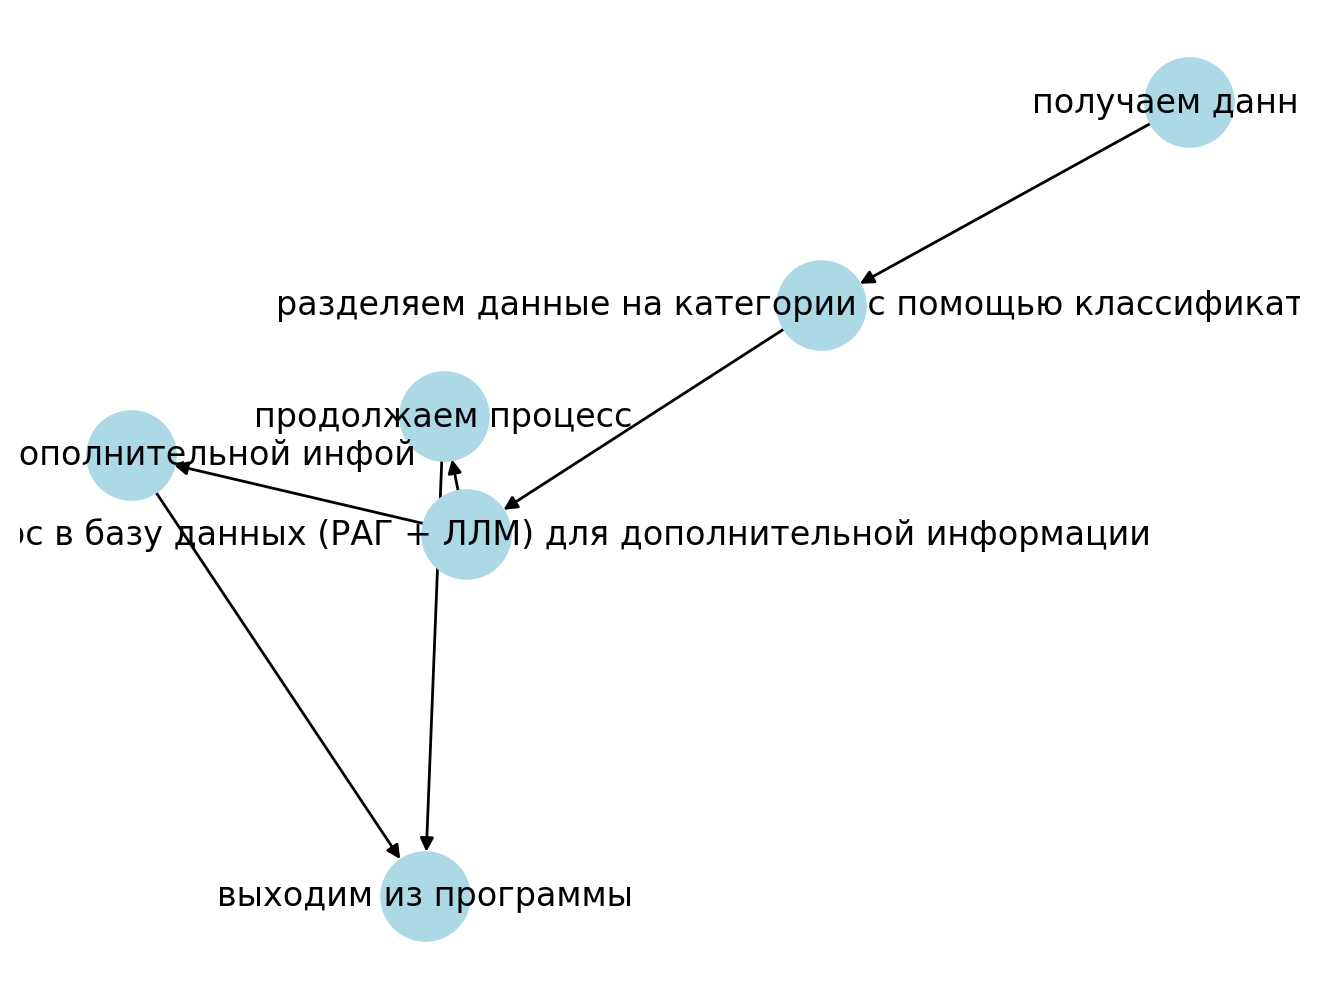 получаем данн
разделяем данные на категории с помощью классификат
продолжаем процесс
ополнительной инфой
ос в базу данных (РАГ + ЛЛМ) для дополнительной информации
выходим из программы